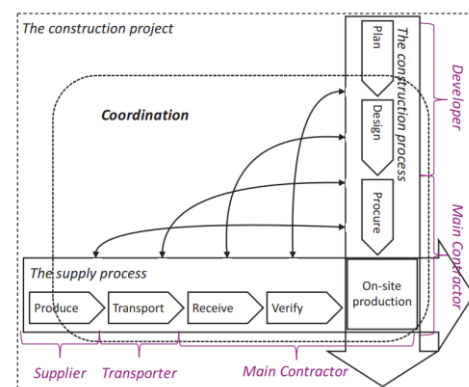 The construction project
Plan
The construction process
Developer
Coordination
Design
Procure
Main Contractor
The supply process
Produce
Transport
Receive
Verify
On-site
production
Supplier
Transporter
Main Contractor